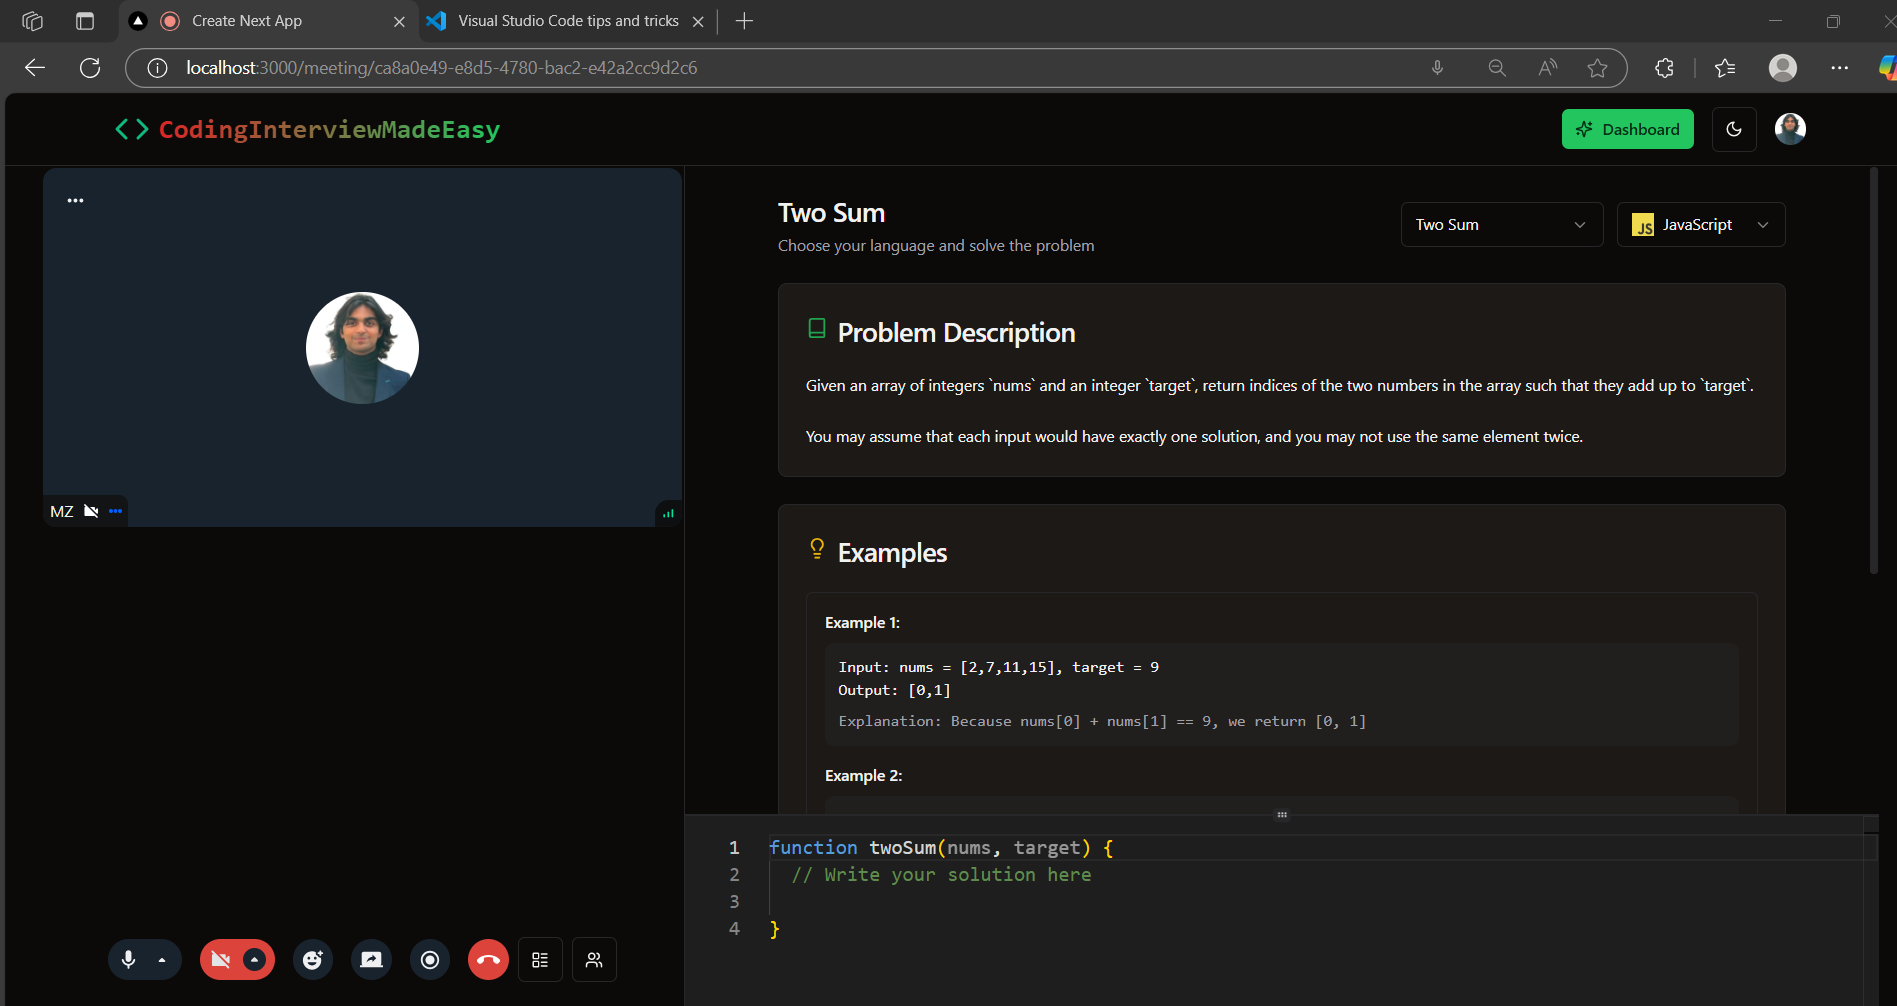 Create Next App
Visual Studio Code tips and tricks
localhost:3000/meeting/ca8a0e49-e8d5-4780-bac2-e42a2cc9d2c6
CodingInterviewMadeEasy
Dashboard
MZ
Two Sum
Choose your language and solve the problem
Two Sum
JS JavaScript
Problem Description
Given an array of integers `nums` and an integer `target`, return indices of the two numbers in the array such that they add up to `target`.
You may assume that each input would have exactly one solution, and you may not use the same element twice.
Examples
Example 1:
Input: nums = [2,7,11,15], target = 9
Output: [0,1]
Explanation: Because nums[0] + nums[1] == 9, we return [0, 1]
Example 2:
1 function twoSum(nums, target) {
2 // Write your solution here
3
4 }